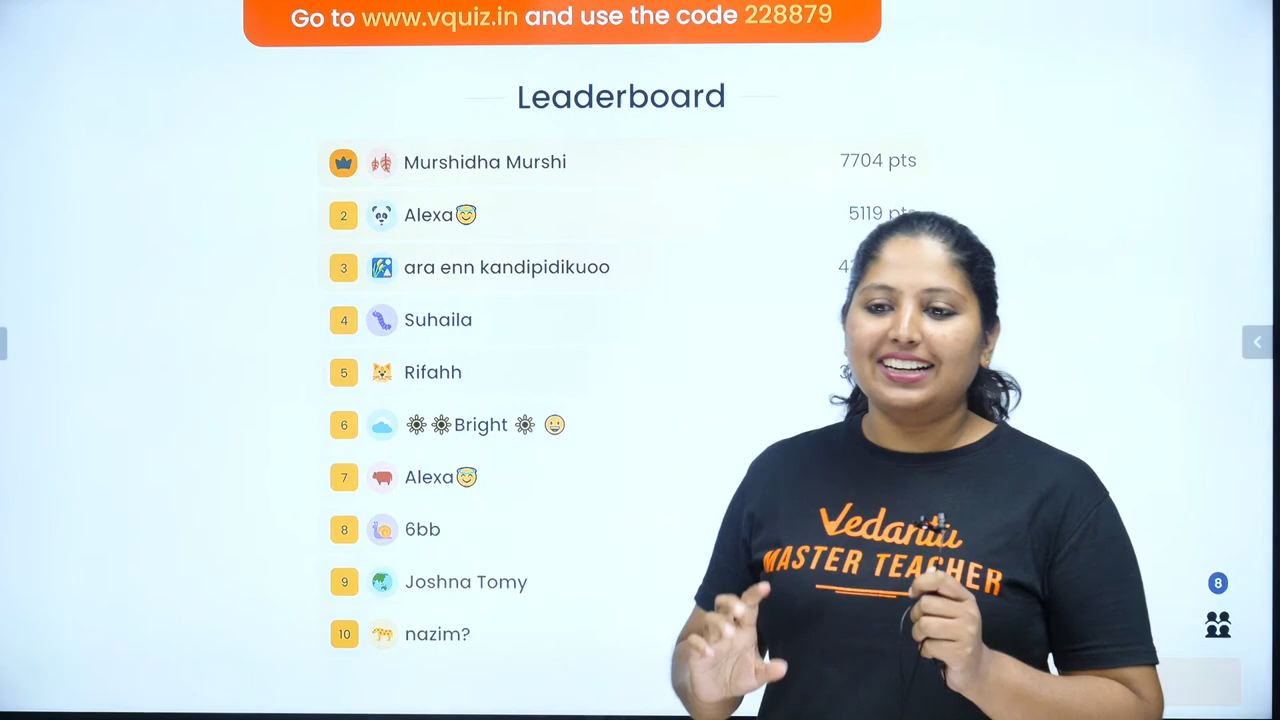 Go to www.vquiz.in and use the code 228879
Leaderboard
Murshidha Murshi 7704 pts
2 Alexa😇 5119 pts
3 ara enn kandipidikuoo
4 Suhaila
5 Rifahh
6 ☀☀Bright ☀ 😀
7 Alexa😇
8 6bb
9 Joshna Tomy
10 nazim?
Vedantu
MASTER TEACHER
8